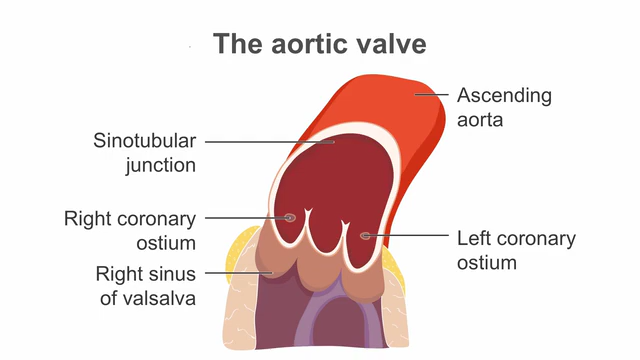 The aortic valve
Ascending
aorta
Sinotubular
junction
Right coronary
ostium
Left coronary
ostium
Right sinus
of valsalva